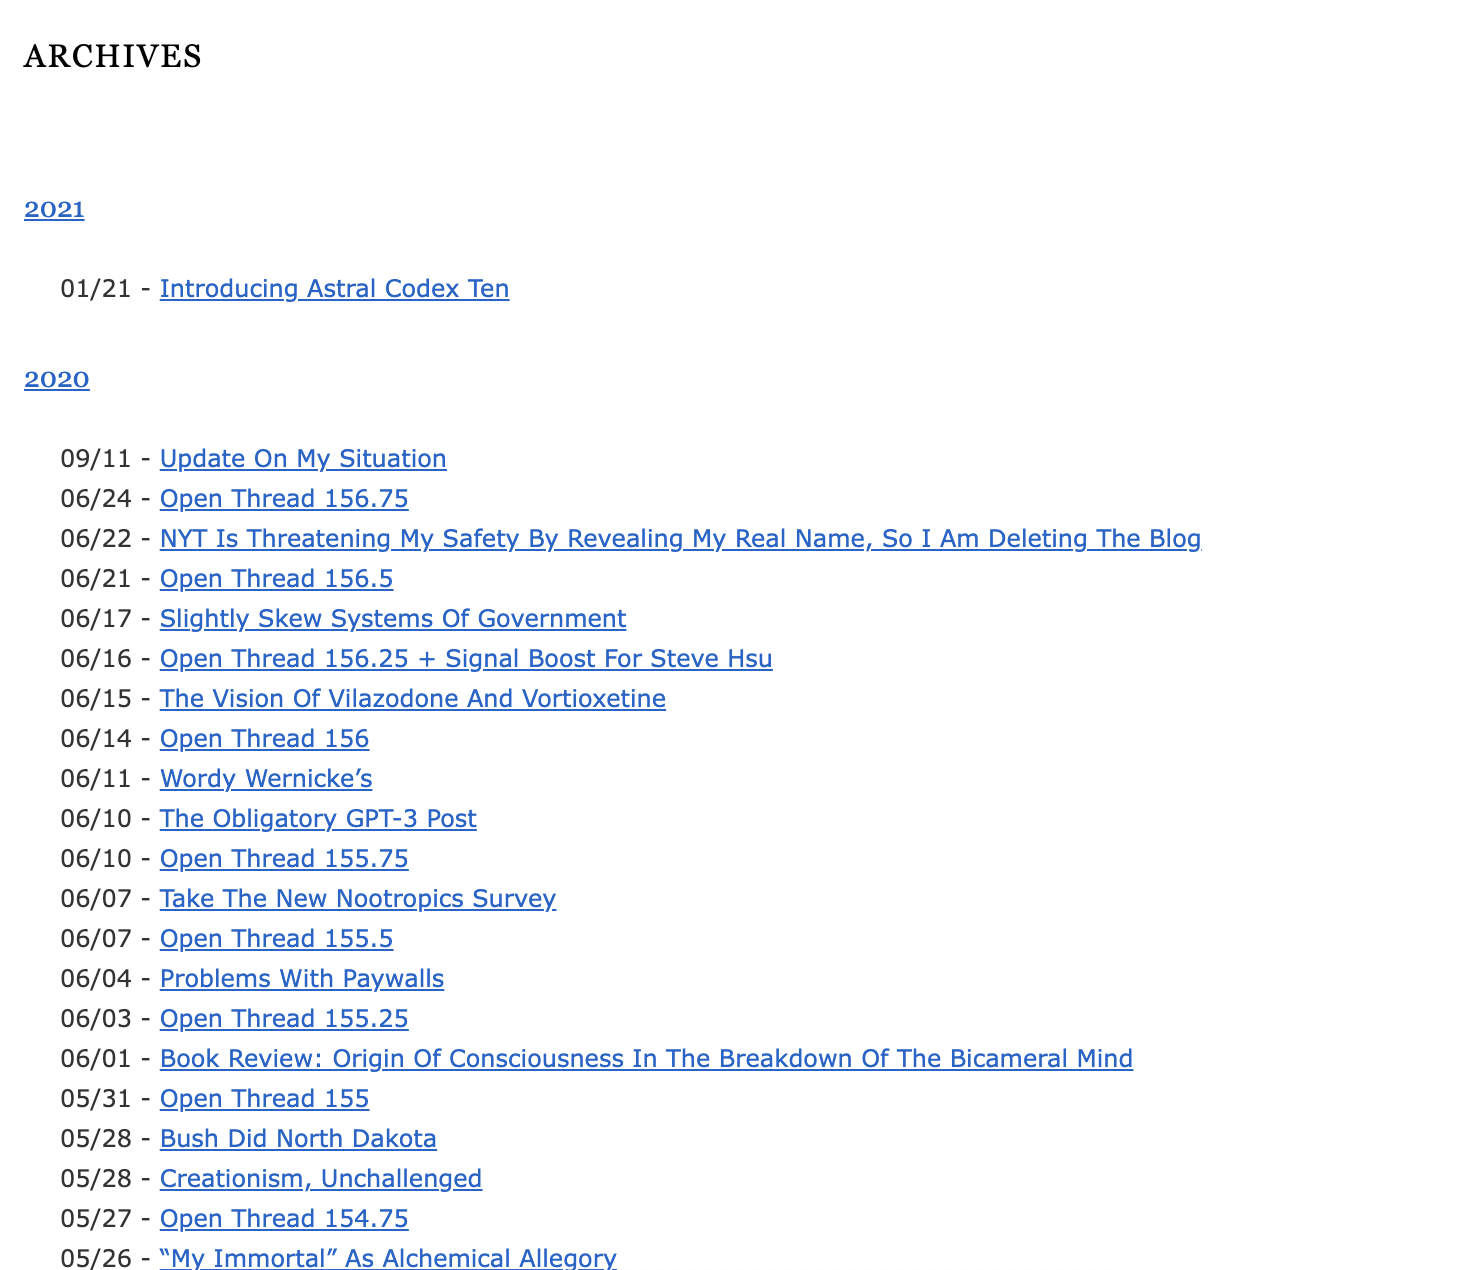 ARCHIVES
2021
01/21 - Introducing Astral Codex Ten
2020
09/11 - Update On My Situation
06/24 - Open Thread 156.75
06/22 - NYT Is Threatening My Safety By Revealing My Real Name, So I Am Deleting The Blog
06/21 - Open Thread 156.5
06/17 - Slightly Skew Systems Of Government
06/16 - Open Thread 156.25 + Signal Boost For Steve Hsu
06/15 - The Vision Of Vilazodone And Vortioxetine
06/14 - Open Thread 156
06/11 - Wordy Wernicke’s
06/10 - The Obligatory GPT-3 Post
06/10 - Open Thread 155.75
06/07 - Take The New Nootropics Survey
06/07 - Open Thread 155.5
06/04 - Problems With Paywalls
06/03 - Open Thread 155.25
06/01 - Book Review: Origin Of Consciousness In The Breakdown Of The Bicameral Mind
05/31 - Open Thread 155
05/28 - Bush Did North Dakota
05/28 - Creationism, Unchallenged
05/27 - Open Thread 154.75
05/26 - “My Immortal” As Alchemical Allegory